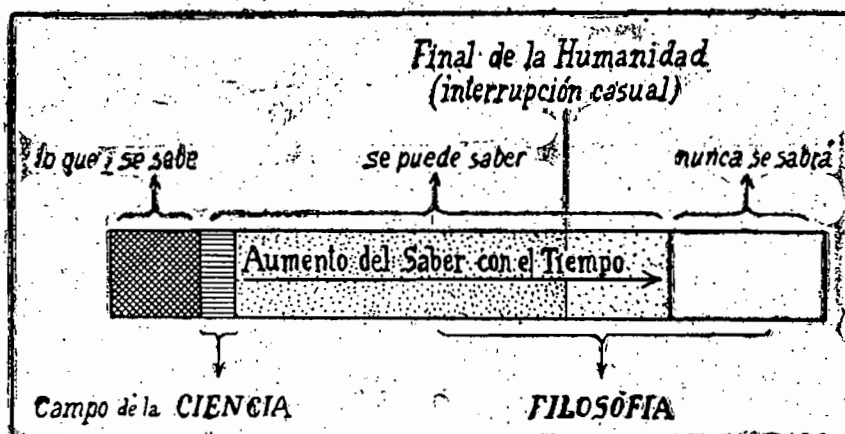 Final de la Humanidad
(interrupción casual)
lo que ¿ se sabe
se puede saber
nunca se sabrá
Aumento del Saber con el Tiempo
Campo de la CIENCIA
FILOSOFIA